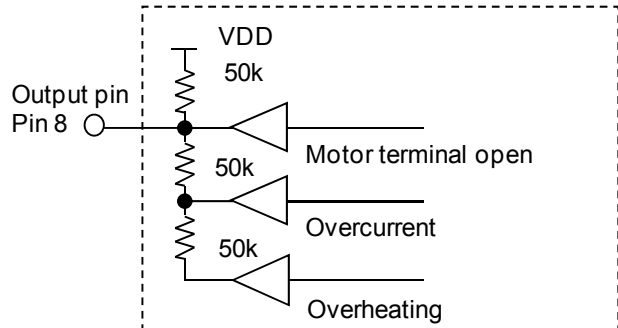 VDD
50k
Output pin
Pin 8
Motor terminal open
50k
Overcurrent
50k
Overheating